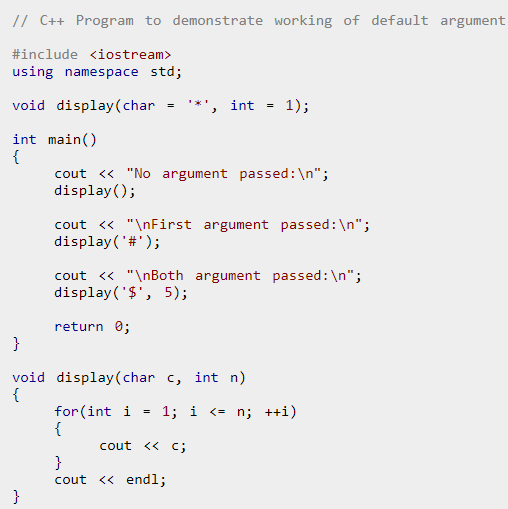 // C++ Program to demonstrate working of default argument
#include <iostream>
using namespace std;
void display(char = '*', int = 1);
int main()
{
cout << "No argument passed:\n";
display();
cout << "\nFirst argument passed:\n";
display('#');
cout << "\nBoth argument passed:\n";
display('$', 5);
return 0;
}
void display(char c, int n)
{
for(int i = 1; i <= n; ++i)
{
cout << c;
}
cout << endl;
}